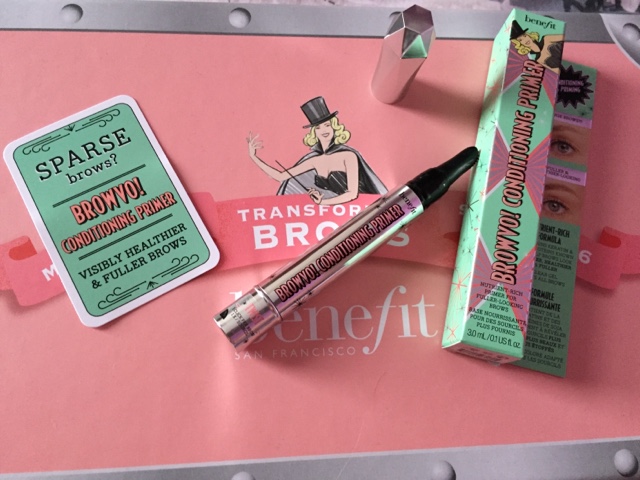 SPARSE
brows?
BROWVO!
CONDITIONING PRIMER
VISIBLY HEALTHIER
& FULLER BROWS
BROWS
benefit
SAN FRANCISCO
BROWVO! CONDITIONING PRIMER
benefit
BROWVO! CONDITIONING PRIMER
NUTRIENT-RICH
PRIMER FOR
FULLER-LOOKING
BROWS
BASE NOURRISSANTE
POUR DES SOURCILS
PLUS FOURNIS
3.0 mL/0.1 US fl. oz.